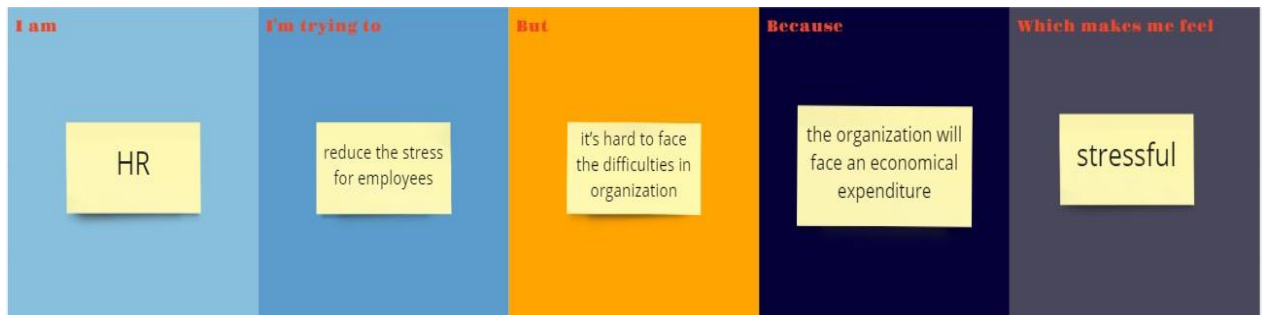 I am
HR
I'm trying to
reduce the stress
for employees
But
it's hard to face
the difficulties in
organization
Because
the organization will
face an economical
expenditure
Which makes me feel
stressful